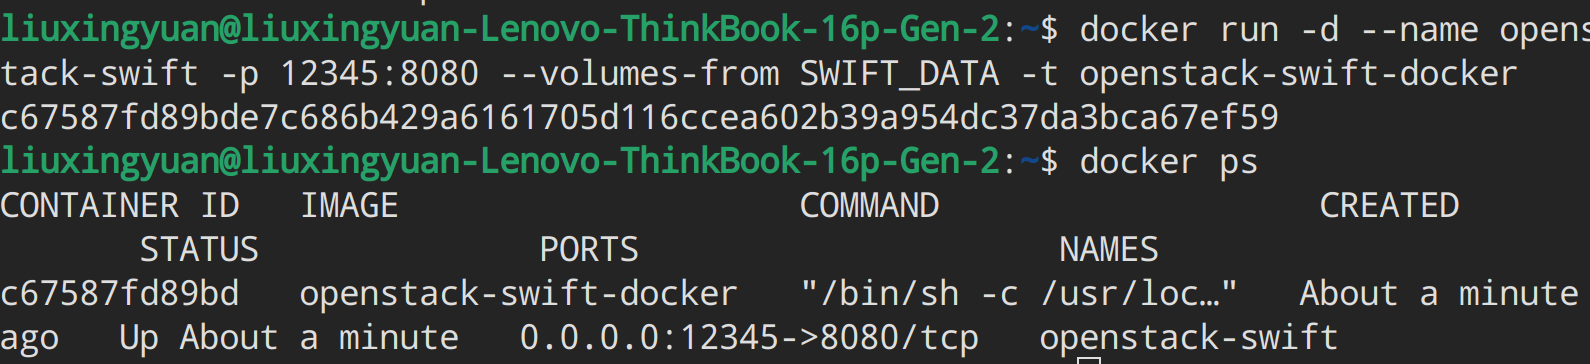 liuxingyuan@liuxingyuan-Lenovo-ThinkBook-16p-Gen-2:~$ docker run -d --name opens
tack-swift -p 12345:8080 --volumes-from SWIFT_DATA -t openstack-swift-docker
c67587fd89bde7c686b429a6161705d116ccea602b39a954dc37da3bca67ef59
liuxingyuan@liuxingyuan-Lenovo-ThinkBook-16p-Gen-2:~$ docker ps
CONTAINER ID   IMAGE                    COMMAND                   CREATED
       STATUS              PORTS                     NAMES
c67587fd89bd   openstack-swift-docker   "/bin/sh -c /usr/loc…"   About a minute
ago   Up About a minute   0.0.0.0:12345->8080/tcp   openstack-swift